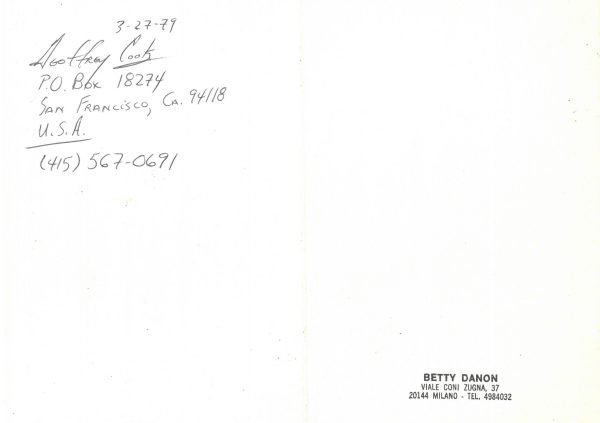 3-27-79
Geoffrey Cook
P.O. Box 18274
San Francisco, Ca. 94118
U.S.A.
(415) 567-0691
BETTY DANON
VIALE CONI ZUGNA, 37
20144 MILANO - TEL. 4984032